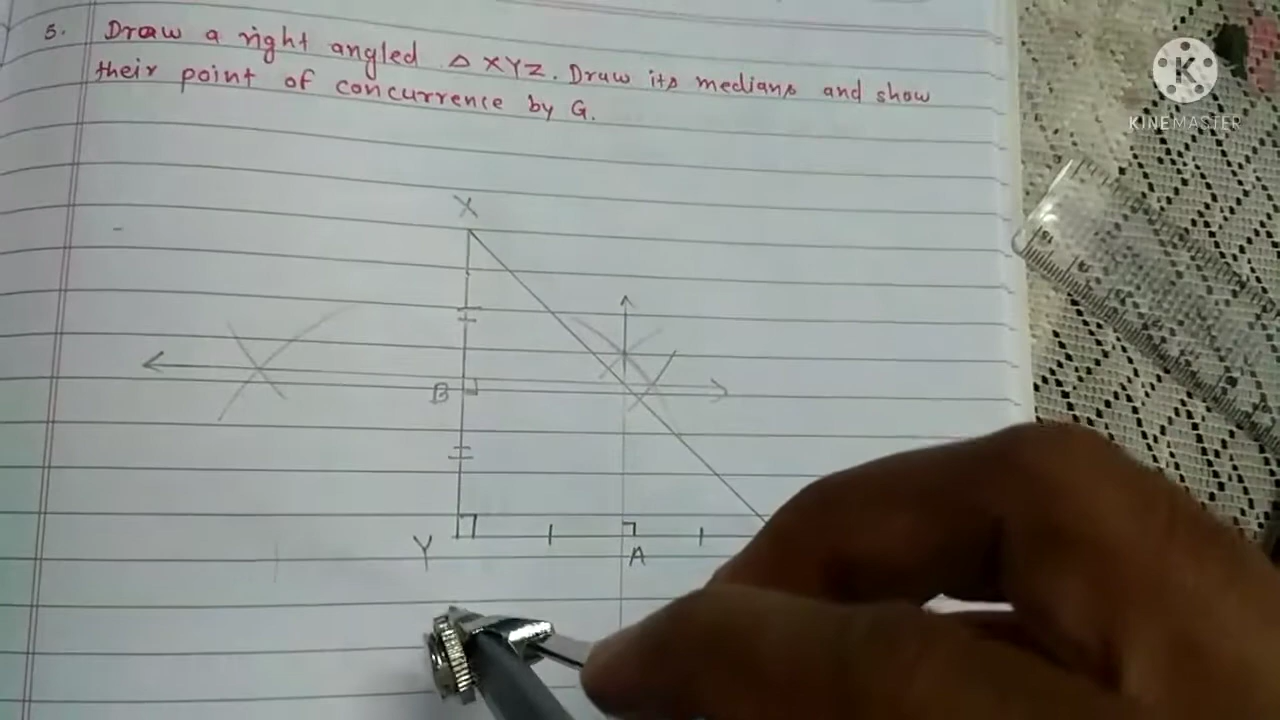 5. Draw a right angled △ XYZ. Draw its medians and show
their point of concurrence by G.
K
KINEMASTER
X
B
Y
A